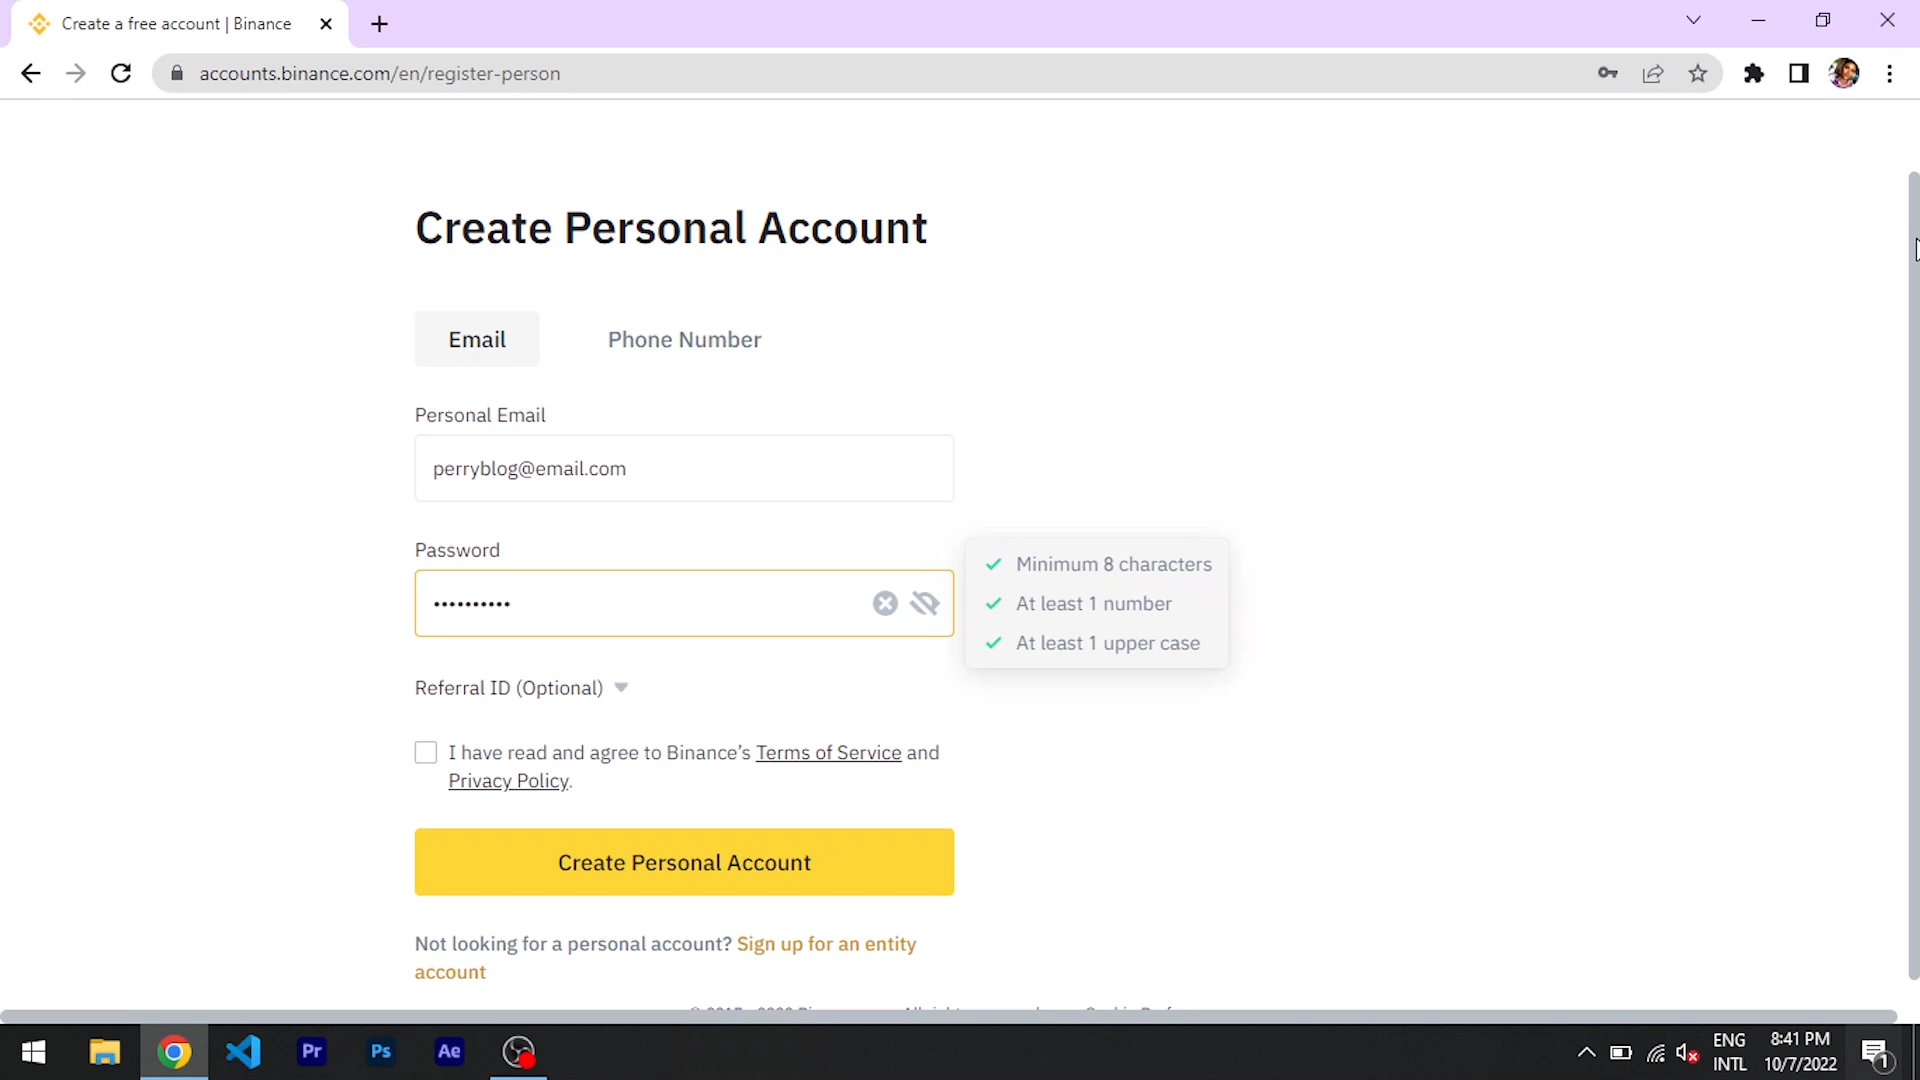 Create a free account | Binance
accounts.binance.com/en/register-person
Create Personal Account
Email
Phone Number
Personal Email
perryblog@email.com
Password
••••••••••
Minimum 8 characters
At least 1 number
At least 1 upper case
Referral ID (Optional)
I have read and agree to Binance’s Terms of Service and
Privacy Policy.
Create Personal Account
Not looking for a personal account? Sign up for an entity
account
Pr
Ps
Ae
ENG
INTL
8:41 PM
10/7/2022
1